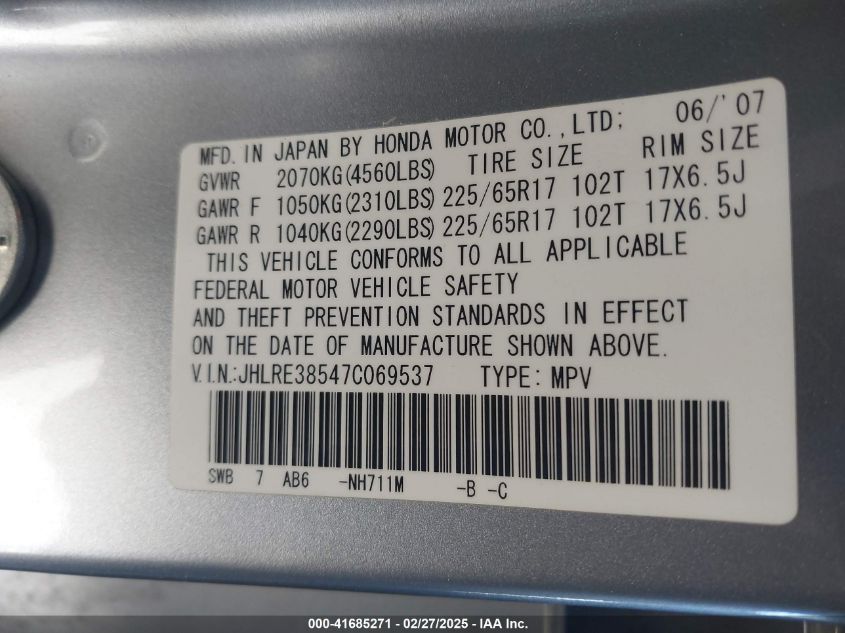 MFD. IN JAPAN BY HONDA MOTOR CO.,LTD; 06/'07
GVWR 2070KG(4560LBS) TIRE SIZE RIM SIZE
GAWR F 1050KG(2310LBS) 225/65R17 102T 17X6.5J
GAWR R 1040KG(2290LBS) 225/65R17 102T 17X6.5J
THIS VEHICLE CONFORMS TO ALL APPLICABLE
FEDERAL MOTOR VEHICLE SAFETY
AND THEFT PREVENTION STANDARDS IN EFFECT
ON THE DATE OF MANUFACTURE SHOWN ABOVE.
V.I.N.:JHLRE38547C069537 TYPE: MPV
SWB 7 AB6 -NH711M -B -C
000-41685271 - 02/27/2025 - IAA Inc.